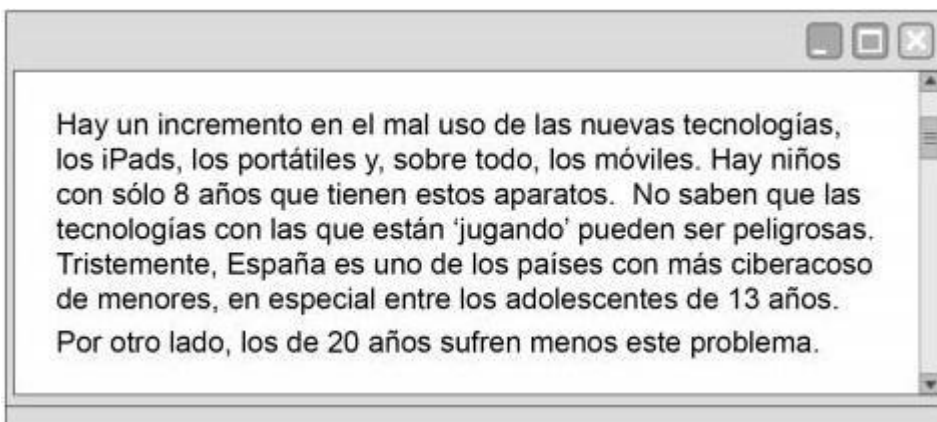 Hay un incremento en el mal uso de las nuevas tecnologías,
los iPads, los portátiles y, sobre todo, los móviles. Hay niños
con sólo 8 años que tienen estos aparatos.  No saben que las
tecnologías con las que están ‘jugando’ pueden ser peligrosas.
Tristemente, España es uno de los países con más ciberacoso
de menores, en especial entre los adolescentes de 13 años.
Por otro lado, los de 20 años sufren menos este problema.